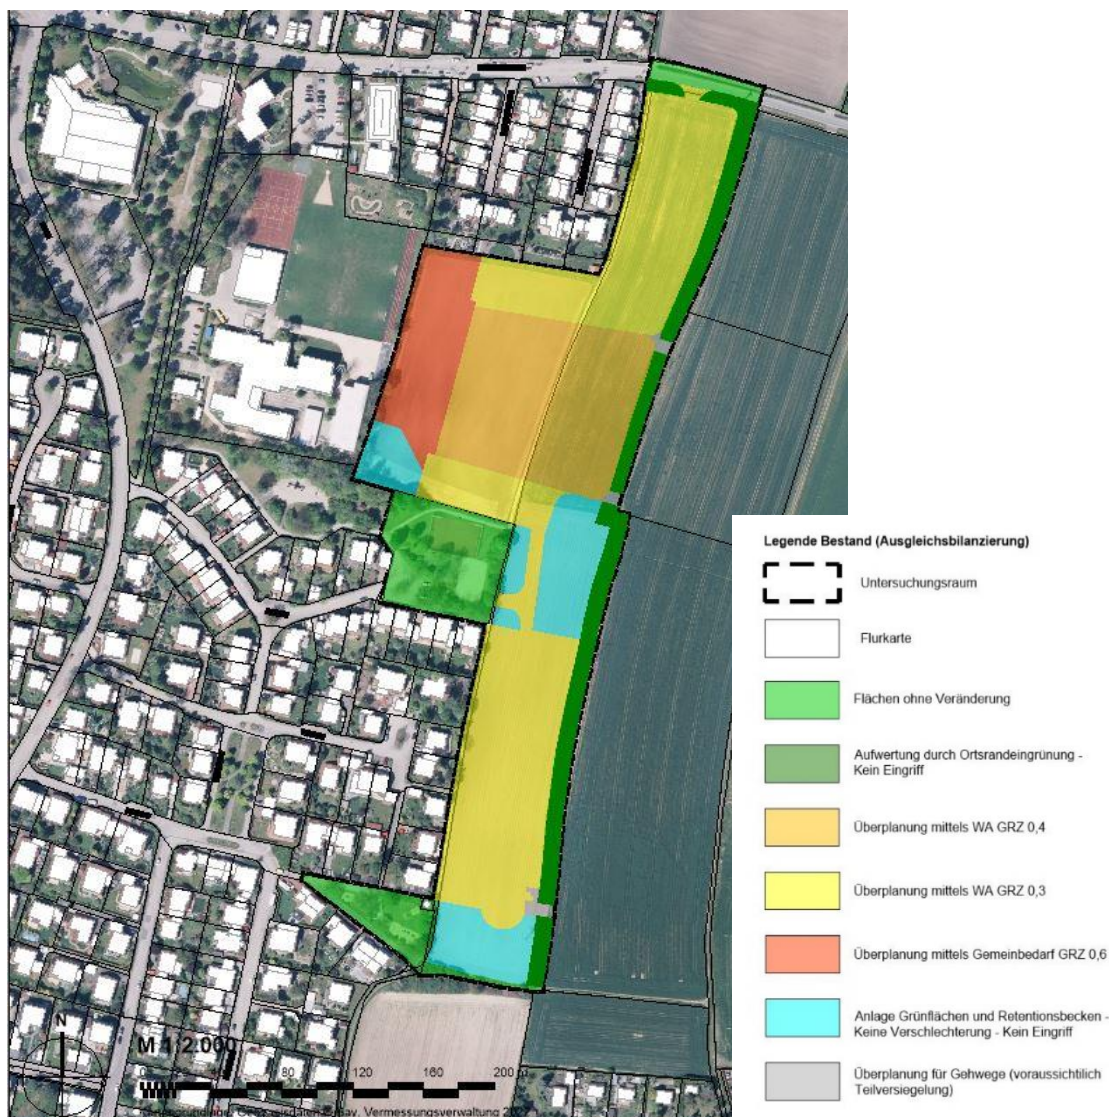 Legende Bestand (Ausgleichsbilanzierung)
Untersuchungsraum
Flurkarte
Flächen ohne Veränderung
Aufwertung durch Ortsrandeingrünung -
Kein Eingriff
Überplanung mittels WA GRZ 0,4
Überplanung mittels WA GRZ 0,3
Überplanung mittels Gemeinbedarf GRZ 0,6
Anlage Grünflächen und Retentionsbecken -
Keine Verschlechterung - Kein Eingriff
Überplanung für Gehwege (voraussichtlich
Teilversiegelung)
N
M 1:2.000
0 80 120 160 200
Vermessungsverwaltung